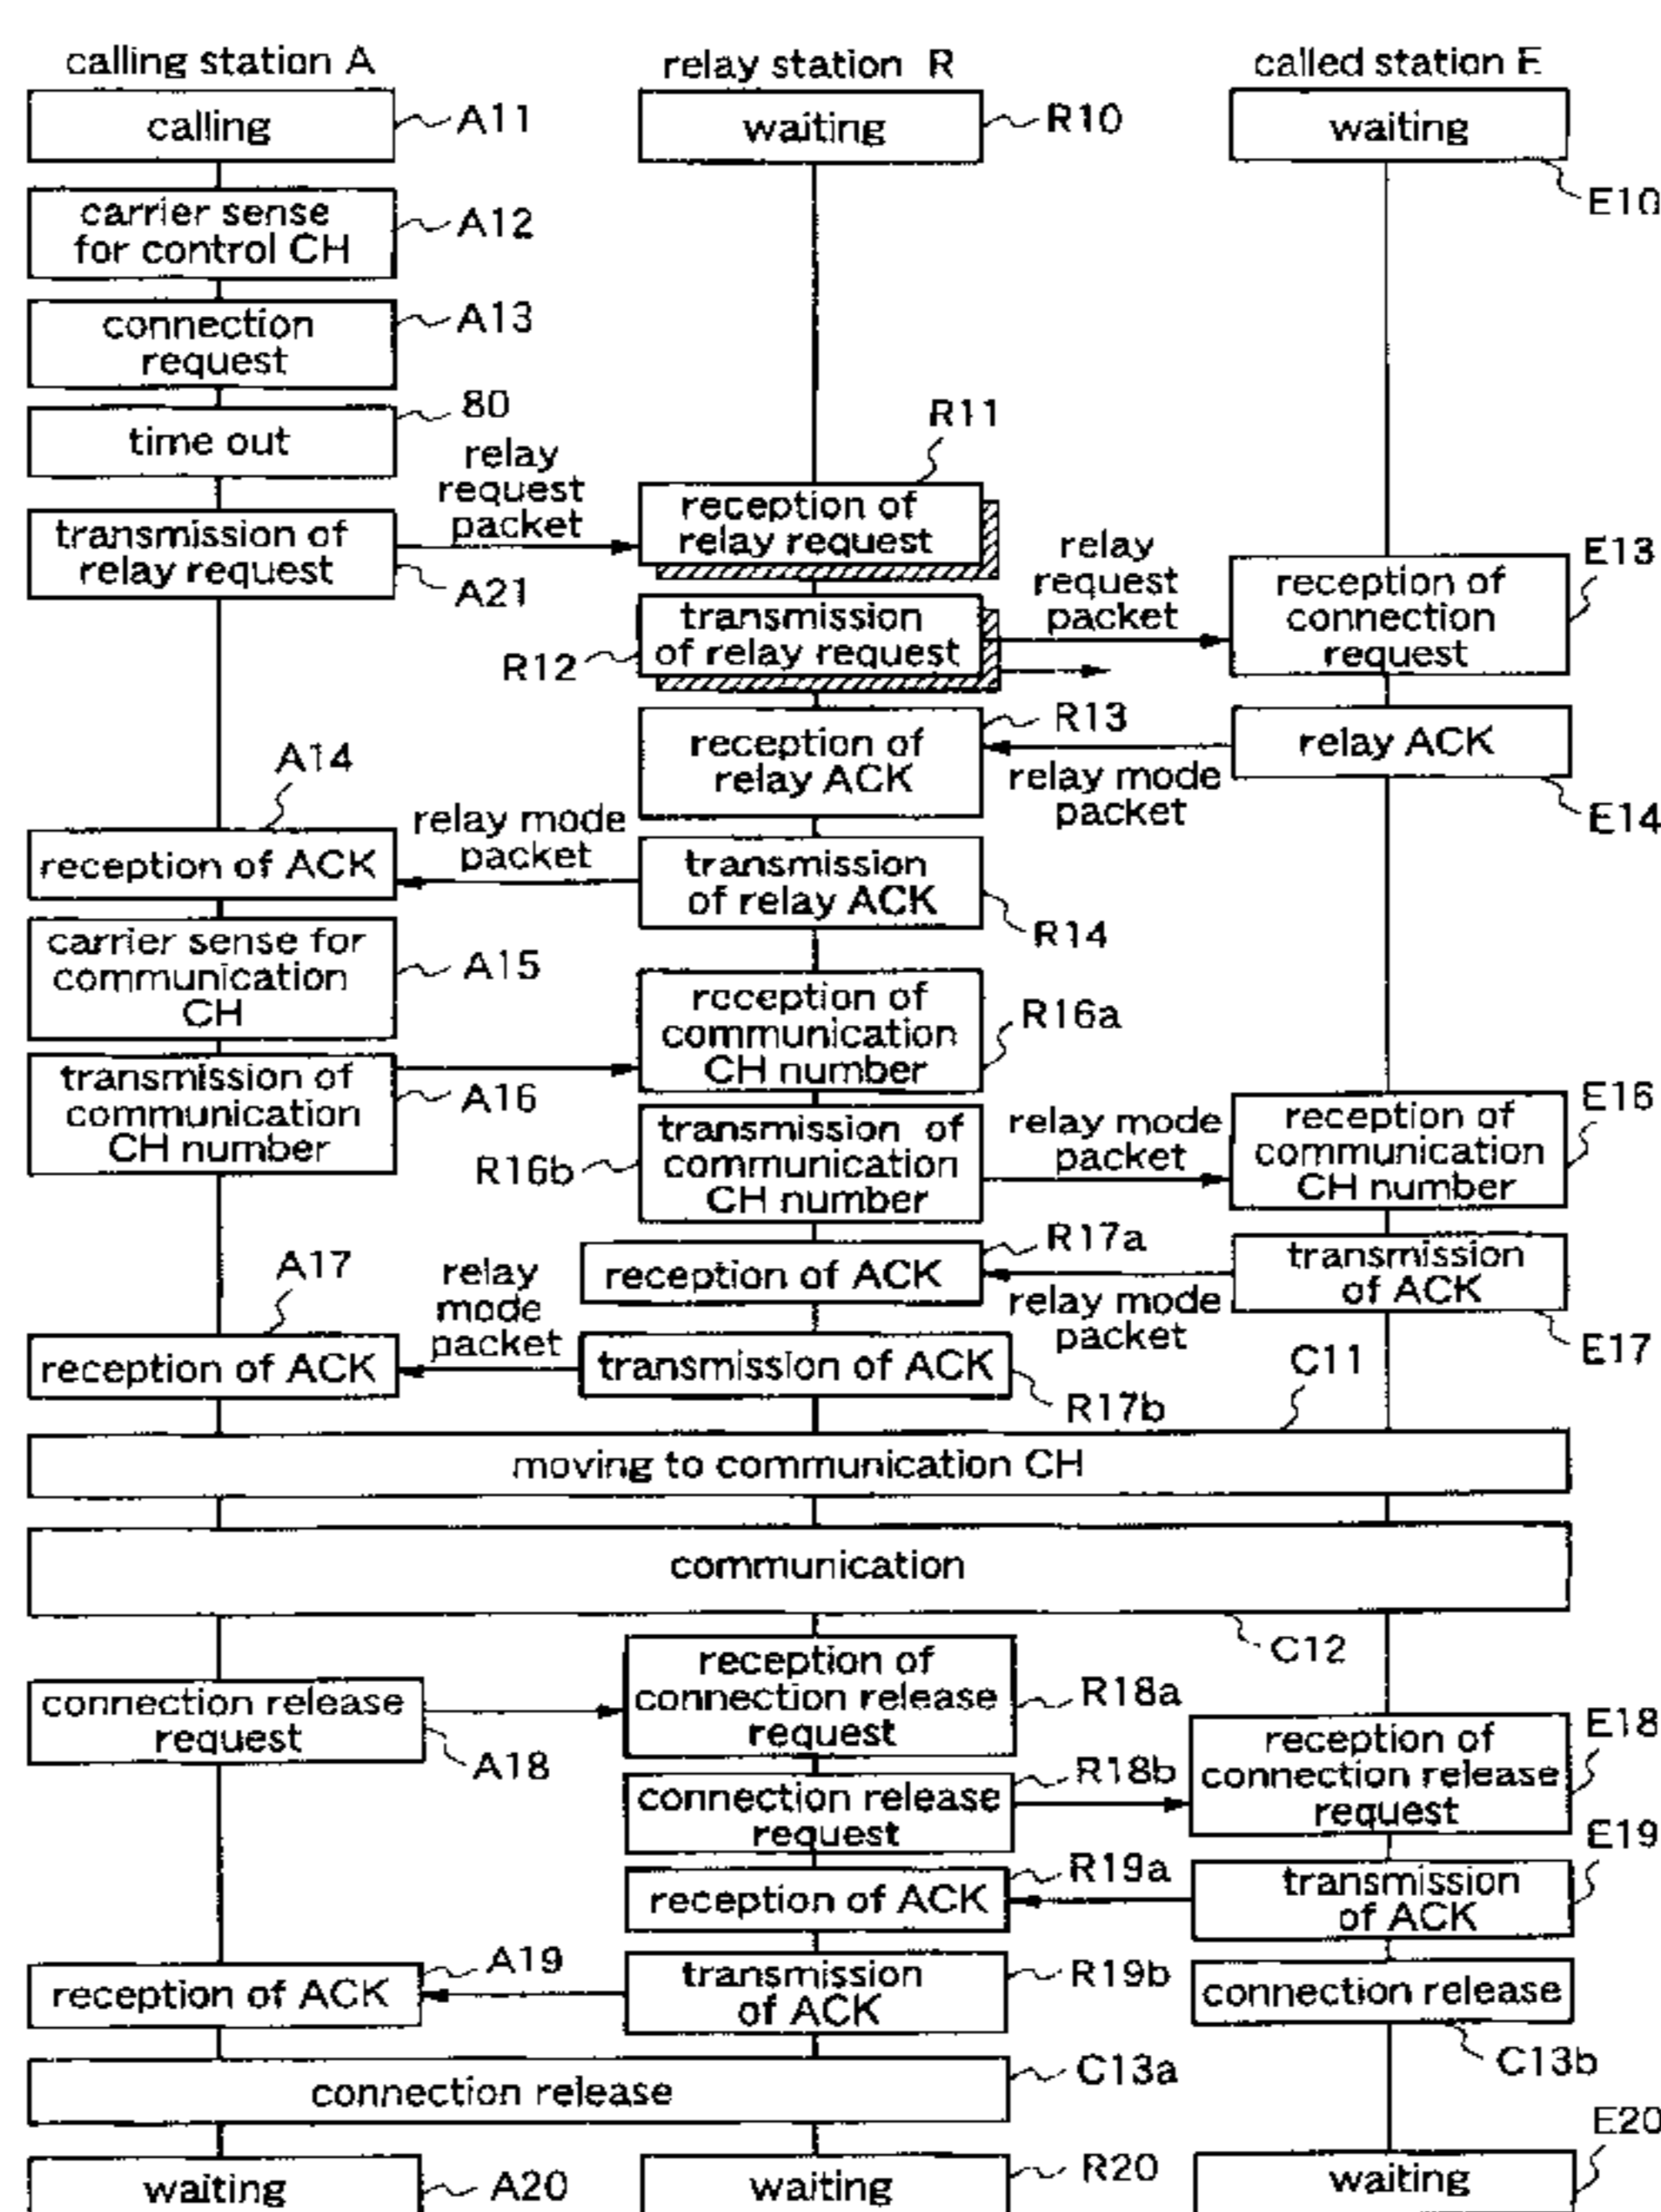 calling station A
relay station R
called station E
calling
A11
waiting
R10
waiting
E10
carrier sense
for control CH
A12
connection
request
A13
time out
80
relay
request
packet
R11
reception of
relay request
transmission of
relay request
A21
relay
request
packet
E13
reception of
connection
request
transmission
of relay request
R12
reception of
relay ACK
R13
relay mode
packet
relay ACK
E14
A14
reception of ACK
relay mode
packet
transmission
of relay ACK
R14
carrier sense for
communication
CH
A15
reception of
communication
CH number
R16a
transmission of
communication
CH number
A16
R16b
transmission of
communication
CH number
relay mode
packet
reception of
communication
CH number
E16
R17a
reception of ACK
relay mode
packet
transmission
of ACK
E17
A17
relay
mode
packet
reception of ACK
transmission of ACK
R17b
C11
moving to communication CH
communication
C12
connection release
request
A18
reception of
connection release
request
R18a
connection release
request
R18b
reception of
connection release
request
E18
reception of ACK
R19a
transmission
of ACK
E19
A19
reception of ACK
transmission
of ACK
R19b
connection release
C13b
connection release
C13a
waiting
A20
waiting
R20
waiting
E20